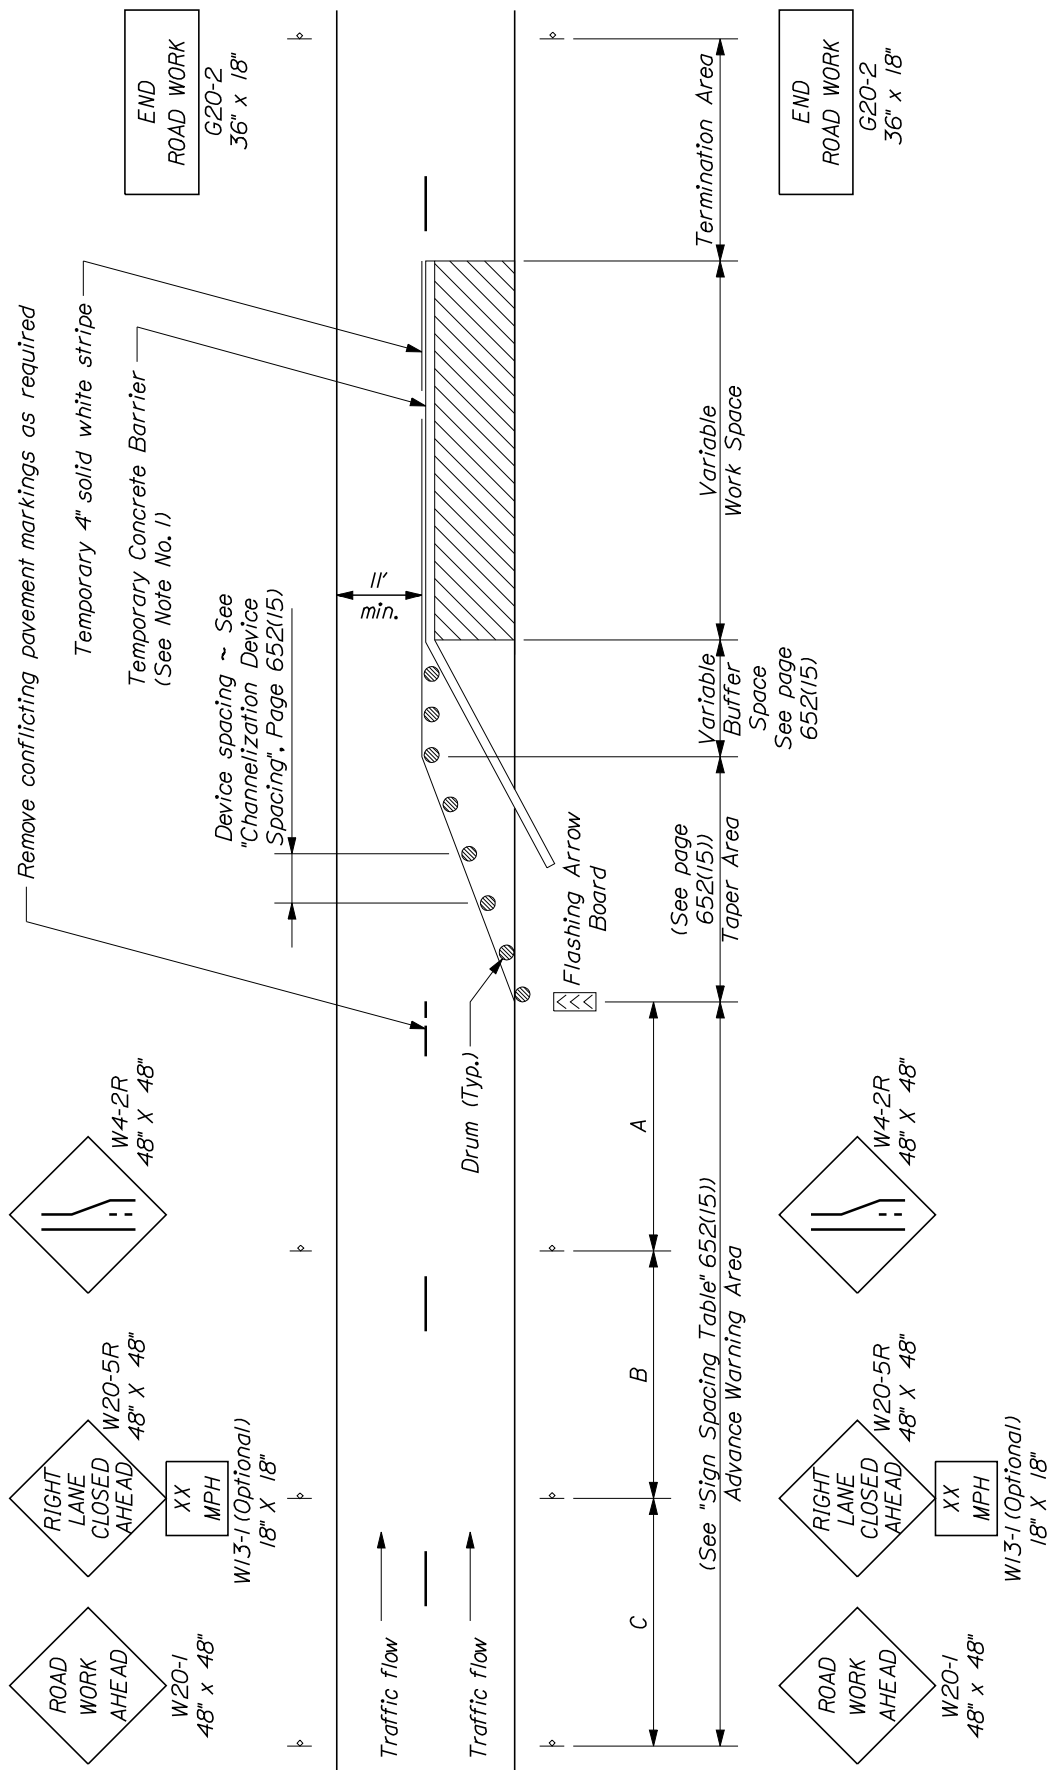 Remove conflicting pavement markings as required
Temporary 4" solid white stripe
Temporary Concrete Barrier
(See Note No. 1)
Device spacing ~ See
"Channelization Device
Spacing", Page 652(15)
ROAD
WORK
AHEAD
W20-1
48" x 48"
RIGHT
LANE
CLOSED
AHEAD
W20-5R
48" X 48"
XX
MPH
W13-1 (Optional)
18" X 18"
W4-2R
48" X 48"
END
ROAD WORK
G20-2
36" x 18"
Traffic flow
Traffic flow
11'
min.
Drum (Typ.)
Flashing Arrow
Board
C
B
A
(See "Sign Spacing Table" 652(15))
Advance Warning Area
(See page
652(15))
Taper Area
Variable
Buffer
Space
See page
652(15)
Variable
Work Space
Termination Area
ROAD
WORK
AHEAD
W20-1
48" x 48"
RIGHT
LANE
CLOSED
AHEAD
W20-5R
48" X 48"
XX
MPH
W13-1 (Optional)
18" X 18"
W4-2R
48" X 48"
END
ROAD WORK
G20-2
36" x 18"